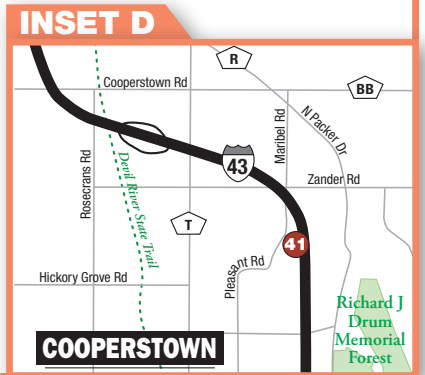 INSET D
R
Cooperstown Rd
BB
N Packer Dr
Maribel Rd
Rosecrans Rd
Devil River State Trail
43
Zander Rd
T
41
Pleasant Rd
Hickory Grove Rd
Richard J
Drum
Memorial
Forest
COOPERSTOWN